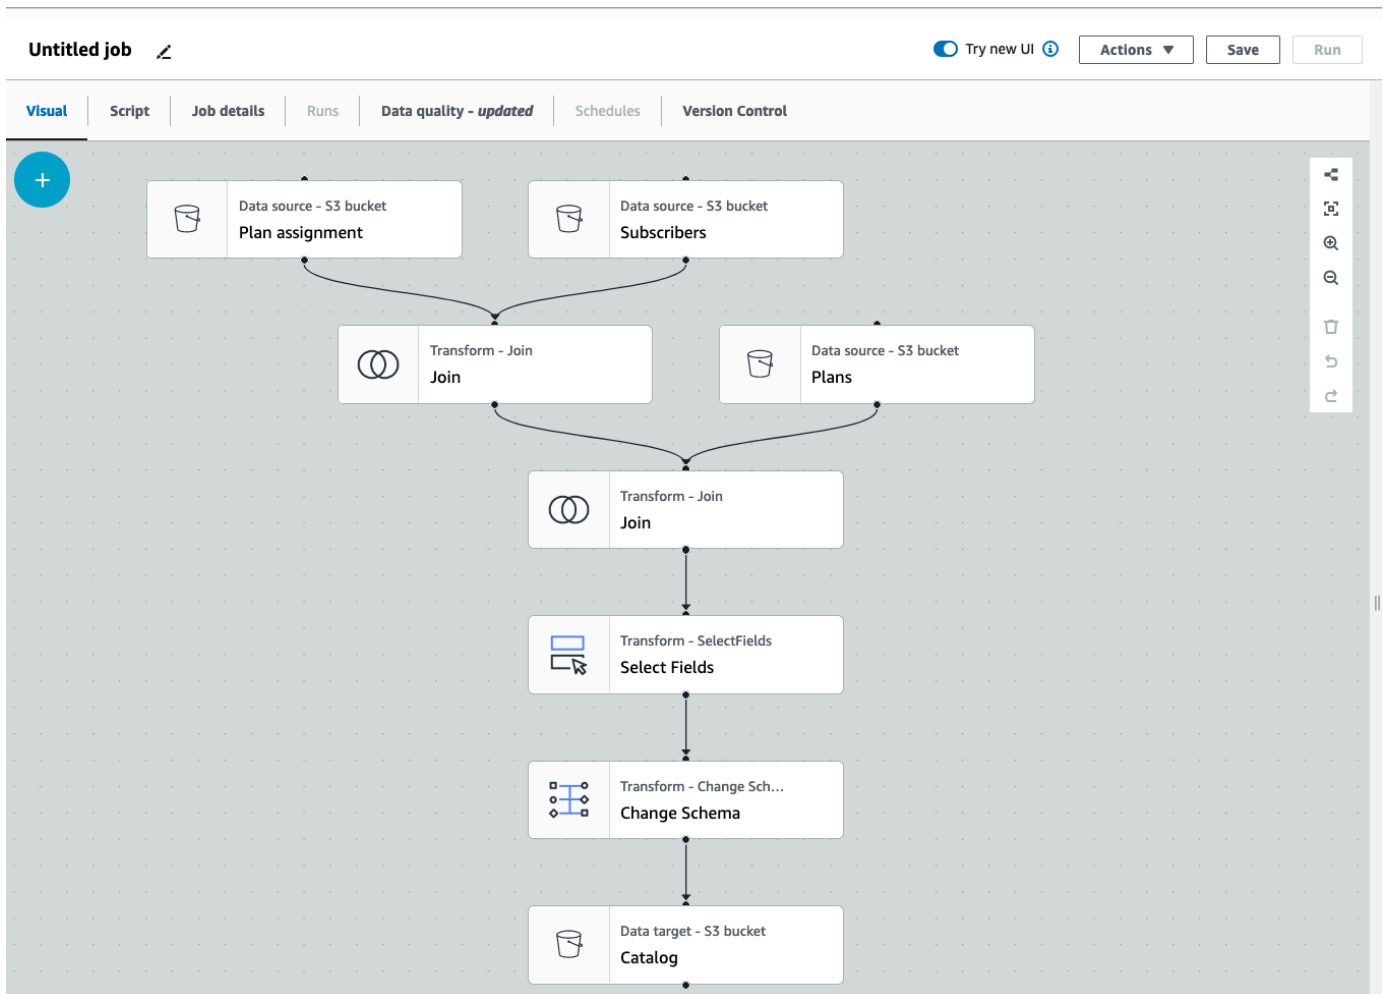 Untitled job
Try new UI
Actions
Save
Run
Visual
Script
Job details
Runs
Data quality - updated
Schedules
Version Control
Data source - S3 bucket
Plan assignment
Data source - S3 bucket
Subscribers
Transform - Join
Join
Data source - S3 bucket
Plans
Transform - Join
Join
Transform - SelectFields
Select Fields
Transform - Change Sch...
Change Schema
Data target - S3 bucket
Catalog